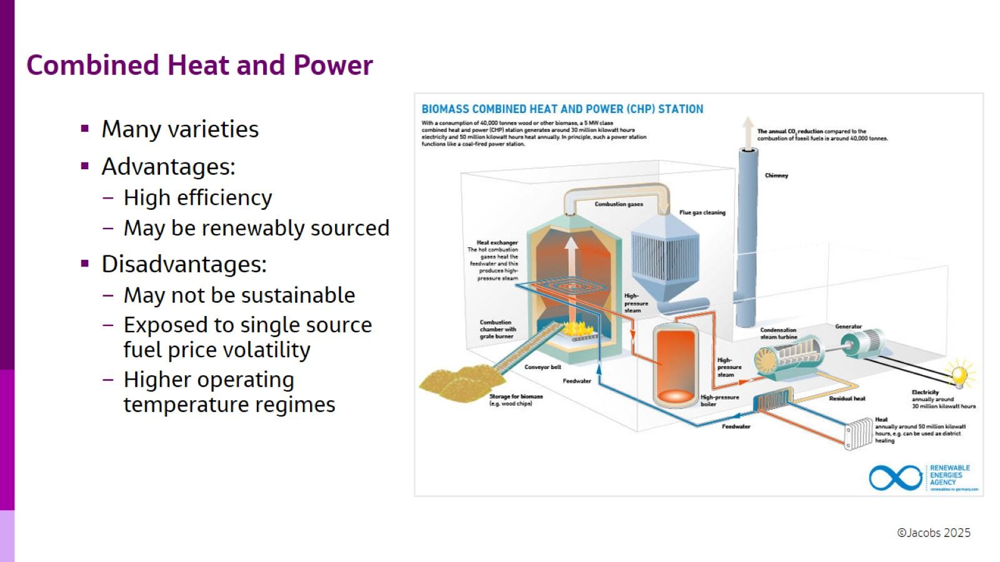 Combined Heat and Power
▪ Many varieties
▪ Advantages:
– High efficiency
– May be renewably sourced
▪ Disadvantages:
– May not be sustainable
– Exposed to single source
fuel price volatility
– Higher operating
temperature regimes
BIOMASS COMBINED HEAT AND POWER (CHP) STATION
With a consumption of 40,000 tonnes wood or other biomass, a 5 MW class
combined heat and power (CHP) station generates around 30 million kilowatt hours
electricity and 50 million kilowatt hours heat annually. In principle, such a power station
functions like a coal-fired power station.
The annual CO₂ reduction compared to the
combustion of fossil fuels is around 40,000 tonnes.
Chimney
Combustion gases
Flue gas cleaning
Heat exchanger
The hot combustion
gases heat the
feedwater and this
produces high-
pressure steam
High-
pressure
steam
Combustion
chamber with
grate burner
Condensation
steam turbine
Generator
Conveyor belt
High-
pressure
steam
Feedwater
Storage for biomass
(e.g. wood chips)
High-pressure
boiler
Residual heat
Electricity
annually around
30 million kilowatt hours
Feedwater
Heat
annually around 50 million kilowatt
hours, e.g. can be used as district
heating
RENEWABLE
ENERGIES
AGENCY
renewables-in-germany.com
©Jacobs 2025